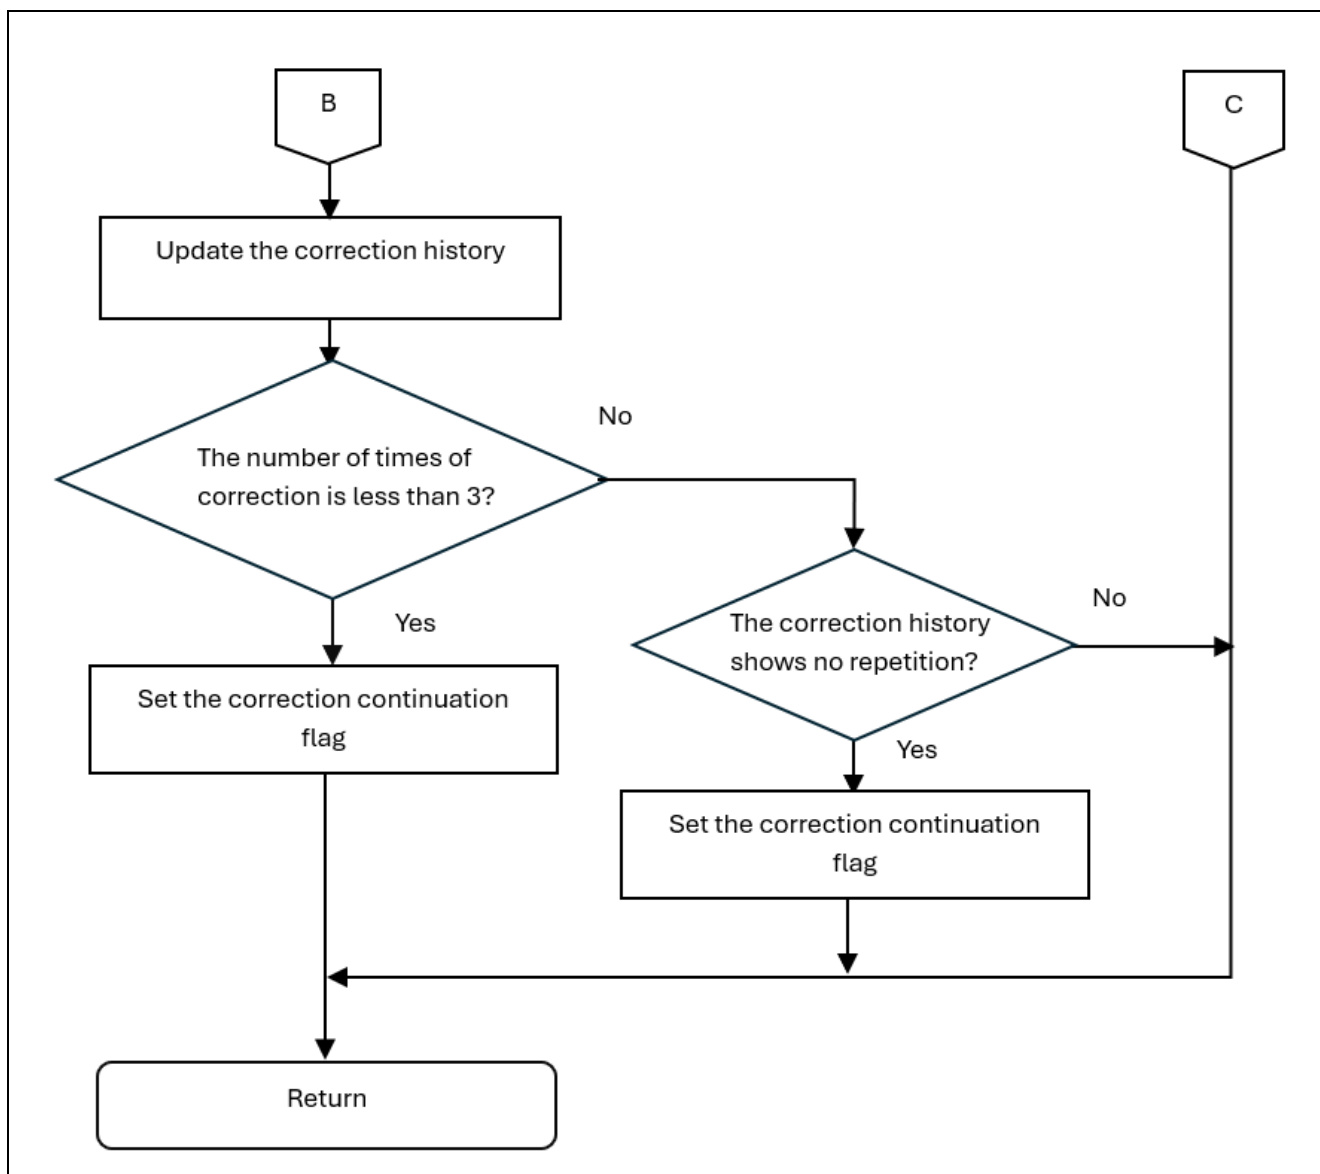 B
C
Update the correction history
No
The number of times of
correction is less than 3?
No
The correction history
shows no repetition?
Yes
Set the correction continuation
flag
Yes
Set the correction continuation
flag
Return